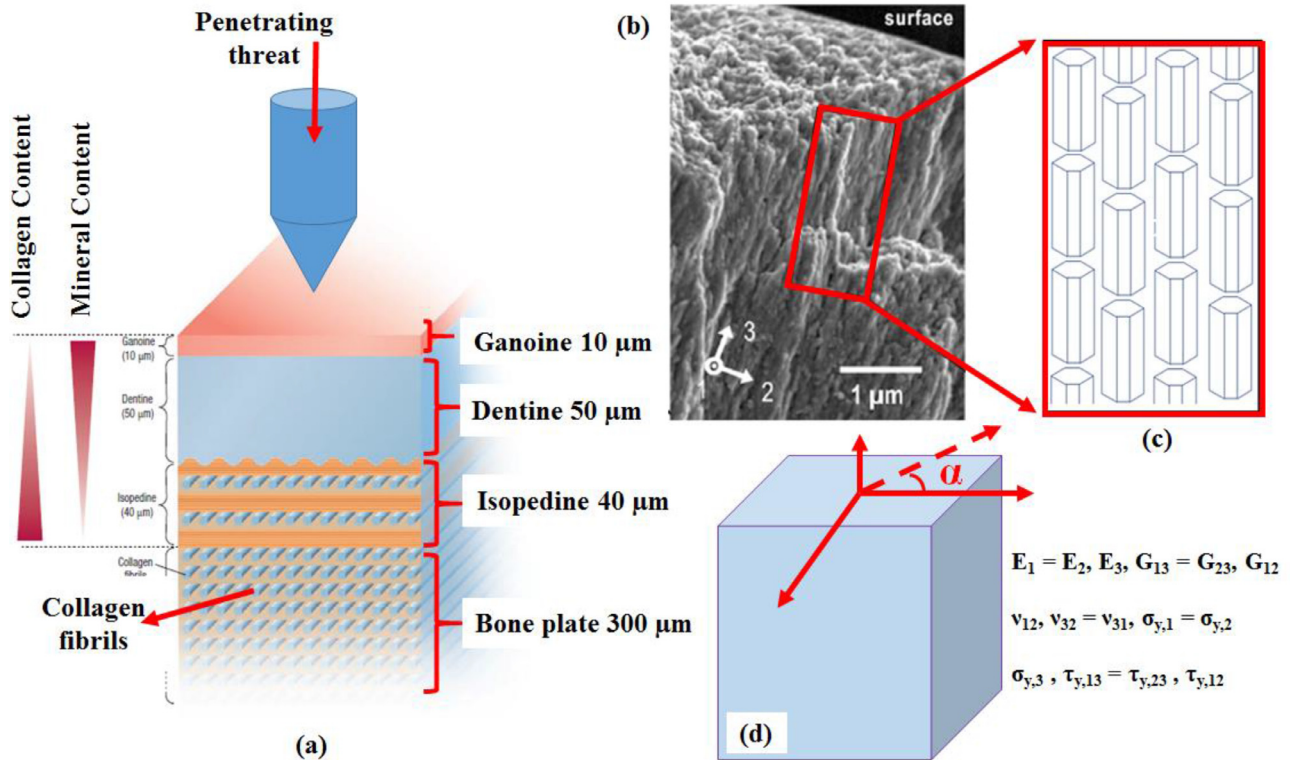 Penetrating
threat
Collagen Content
Mineral Content
Ganoine
(10 μm)
Dentine
(50 μm)
Isopedine
(40 μm)
Collagen
Ganoine 10 μm
Dentine 50 μm
Isopedine 40 μm
Bone plate 300 μm
Collagen
fibrils
(a)
(b)
surface
3
2
1 μm
(c)
α
E₁ = E₂, E₃, G₁₃ = G₂₃, G₁₂
ν₁₂, ν₃₂ = ν₃₁, σy,1 = σy,2
σy,3 , τy,13 = τy,23 , τy,12
(d)